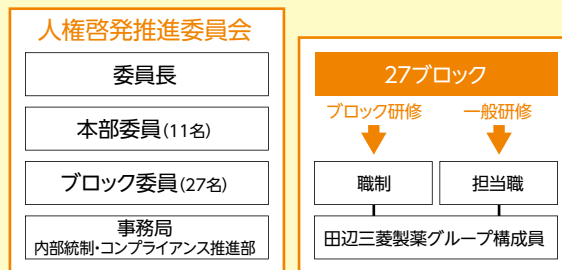 人権啓発推進委員会
委員長
本部委員(11名)
ブロック委員(27名)
事務局
内部統制・コンプライアンス推進部
27ブロック
ブロック研修 一般研修
職制 担当職
田辺三菱製薬グループ構成員